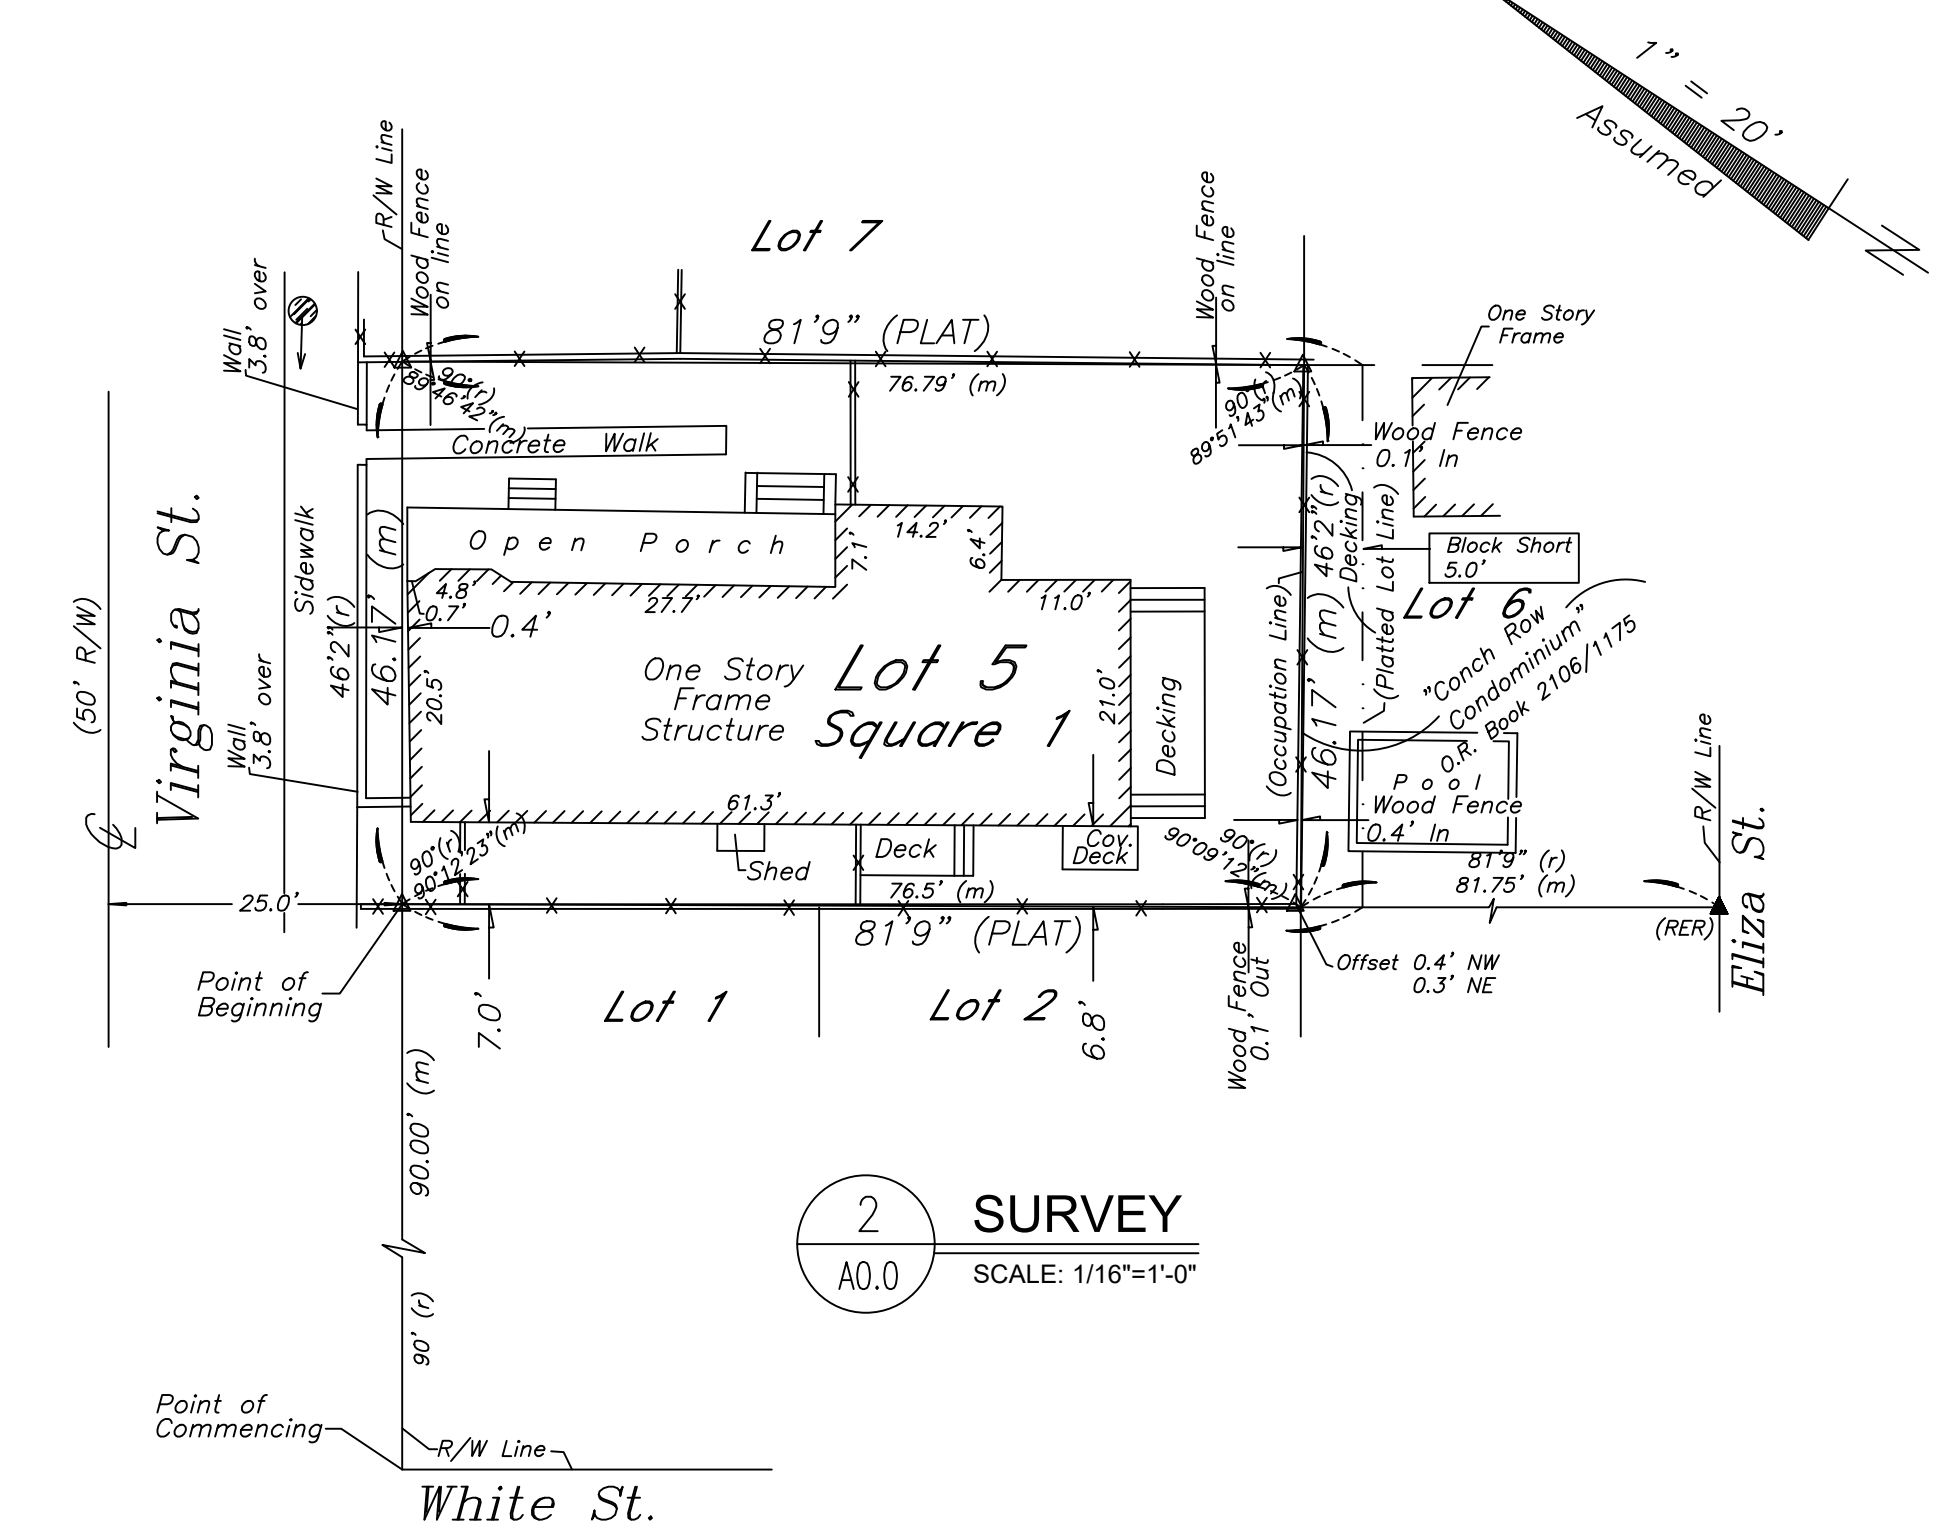 1" = 20'
Assumed
N
R/W Line
Wood Fence
on line
Lot 7
Wood Fence
on line
Wall
3.8' over
81'9" (PLAT)
76.79' (m)
90°(r)
89°46'42"(m)
90°(r)
89°51'43"(m)
One Story
Frame
Concrete Walk
Wood Fence
0.1' In
Virginia St.
(50' R/W)
Sidewalk
46'2"(r)
46.17' (m)
Open Porch
14.2'
7.1'
6.4'
4.8'
0.7'
27.7'
11.0'
0.4'
20.5'
One Story
Frame
Structure
Lot 5
Square 1
21.0'
Decking
61.3'
(Occupation Line)
46.17' (m) 46'2"(r)
Decking
(Platted Lot Line)
Block Short
5.0'
Lot 6
"Conch Row
Condominium"
O.R. Book 2106/1175
Pool
Wood Fence
0.4' In
Wall
3.8' over
℄
90°(r)
90°12'23"(m)
Shed
Deck
Cov.
Deck
90°(r)
90°09'12"(m)
76.5' (m)
81'9" (PLAT)
81'9" (r)
81.75' (m)
R/W Line
Eliza St.
(RER)
25.0'
Point of
Beginning
Offset 0.4' NW
0.3' NE
7.0'
Lot 1
Lot 2
6.8'
Wood Fence
0.1' Out
90.00' (m)
90' (r)
2
A0.0
SURVEY
SCALE: 1/16"=1'-0"
Point of
Commencing
R/W Line
White St.